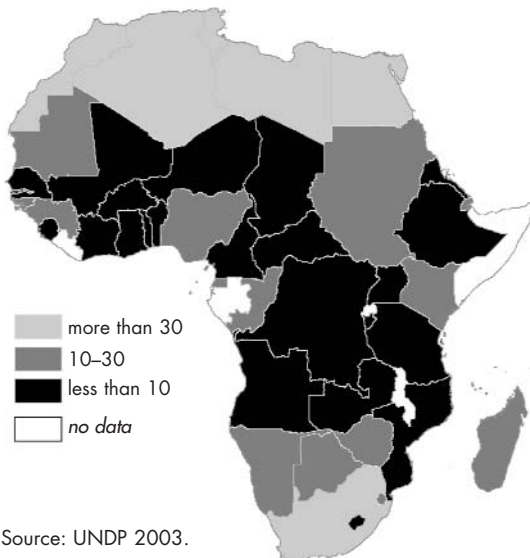 more than 30
10–30
less than 10
no data
Source: UNDP 2003.